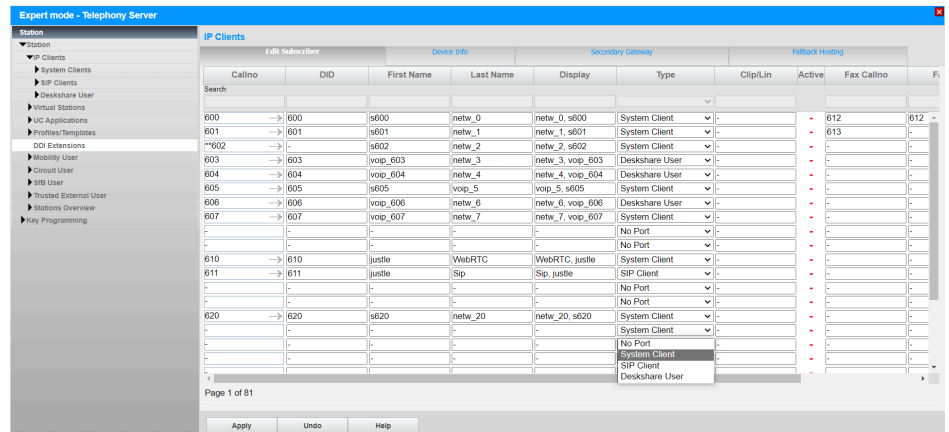 Expert mode - Telephony Server
Station
Station
IP Clients
System Clients
SIP Clients
Deskshare User
Virtual Stations
UC Applications
Profiles/Templates
DDI Extensions
Mobility User
Circuit User
SfB User
Trusted External User
Stations Overview
Key Programming
IP Clients
Edit Subscriber Device Info Secondary Gateway Fallback Hosting
Callno DID First Name Last Name Display Type Clip/Lin Active Fax Callno
Search:
600 → 600 s600 netw_0 netw_0, s600 System Client - - 612 612
601 → 601 s601 netw_1 netw_1, s601 System Client - - 613 -
**602 → - s602 netw_2 netw_2, s602 System Client - - - -
603 → 603 voip_603 netw_3 netw_3, voip_603 Deskshare User - - - -
604 → 604 voip_604 netw_4 netw_4, voip_604 Deskshare User - - - -
605 → 605 s605 voip_5 voip_5, s605 System Client - - - -
606 → 606 voip_606 netw_6 netw_6, voip_606 Deskshare User - - - -
607 → 607 voip_607 netw_7 netw_7, voip_607 System Client - - - -
- - - - - No Port - - - -
- - - - - No Port - - - -
610 → 610 justle WebRTC WebRTC, justle System Client - - - -
611 → 611 justle Sip Sip, justle SIP Client - - - -
- - - - - No Port - - - -
- - - - - No Port - - - -
620 → 620 s620 netw_20 netw_20, s620 System Client - - - -
- - - - - System Client - - - -
No Port
System Client
SIP Client
Deskshare User
Page 1 of 81
Apply Undo Help